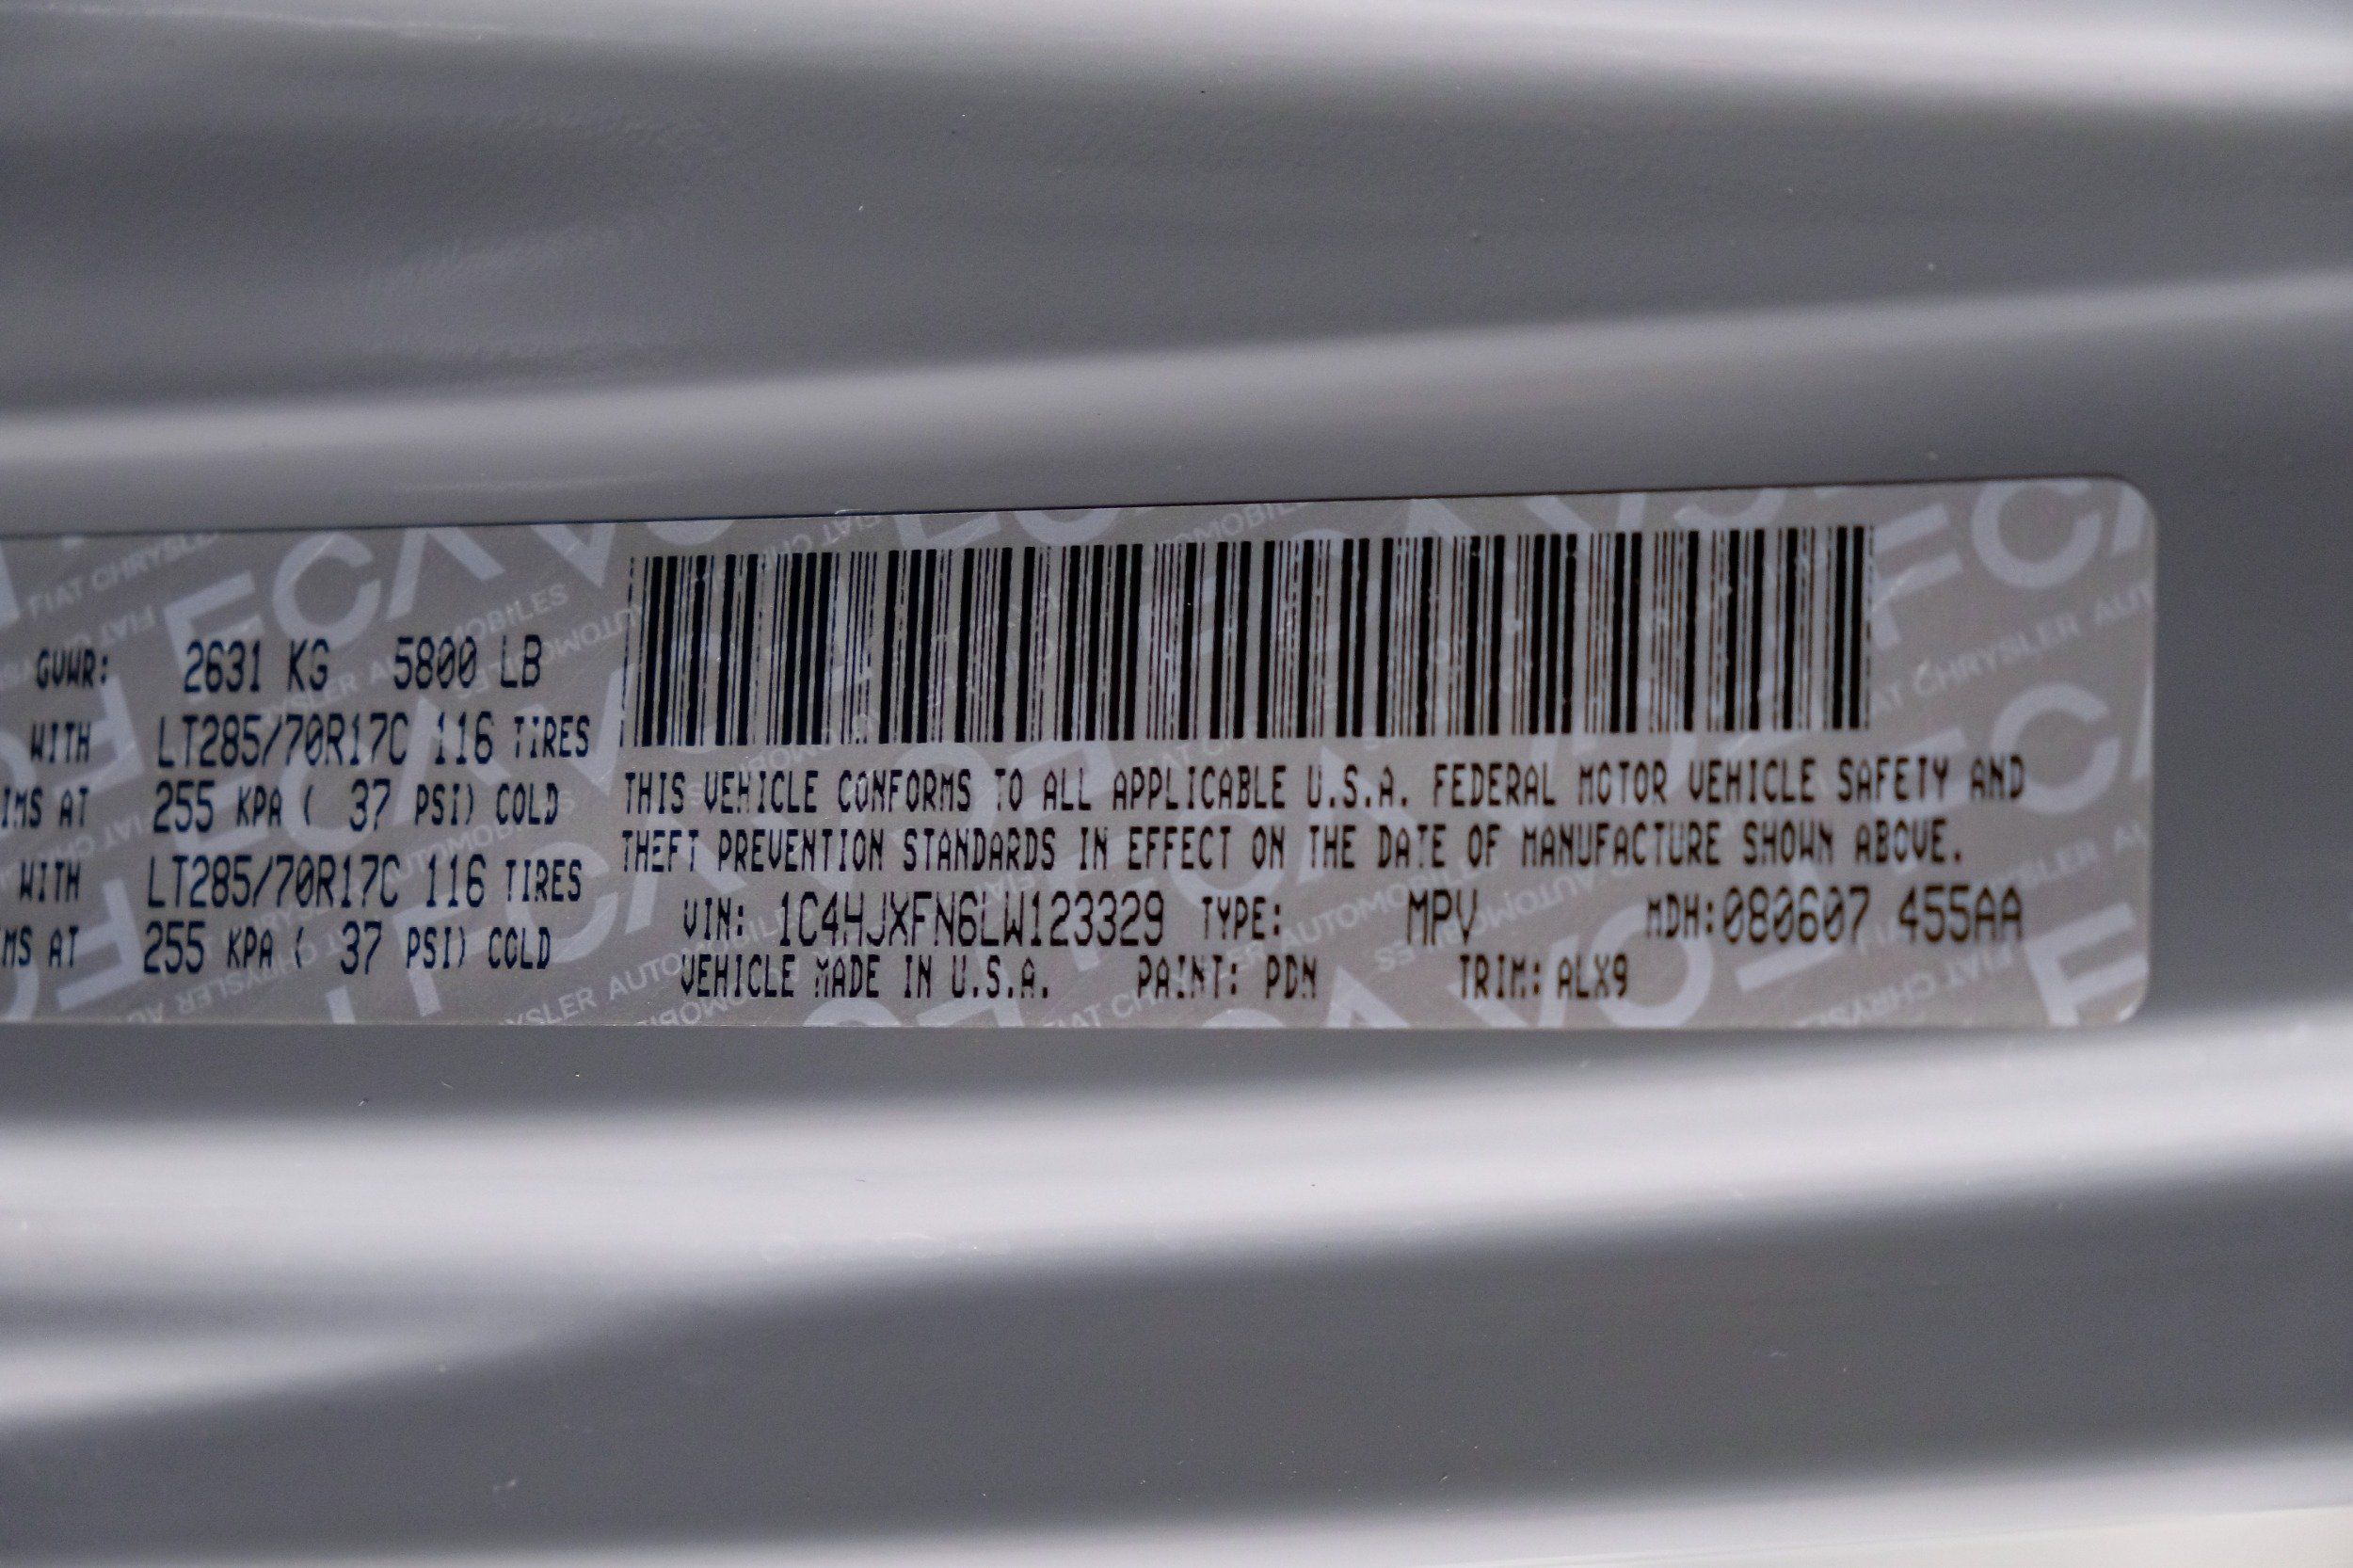 GVWR: 2631 KG 5800 LB
WITH LT285/70R17C 116 TIRES
IMS AT 255 KPA ( 37 PSI) COLD
WITH LT285/70R17C 116 TIRES
MS AT 255 KPA ( 37 PSI) COLD
THIS VEHICLE CONFORMS TO ALL APPLICABLE U.S.A. FEDERAL MOTOR VEHICLE SAFETY AND
THEFT PREVENTION STANDARDS IN EFFECT ON THE DATE OF MANUFACTURE SHOWN ABOVE.
VIN: 1C4HJXFN6LW123329 TYPE: MPV MDH:080607 455AA
VEHICLE MADE IN U.S.A. PAINT: PDN TRIM: ALX9